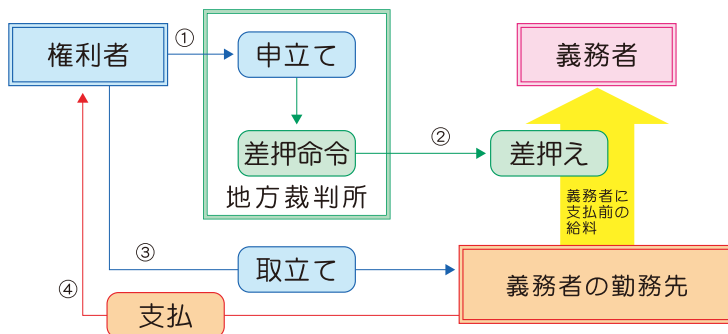 権利者
①
申立て
義務者
差押命令
②
差押え
地方裁判所
義務者に
支払前の
給料
③
取立て
義務者の勤務先
④
支払